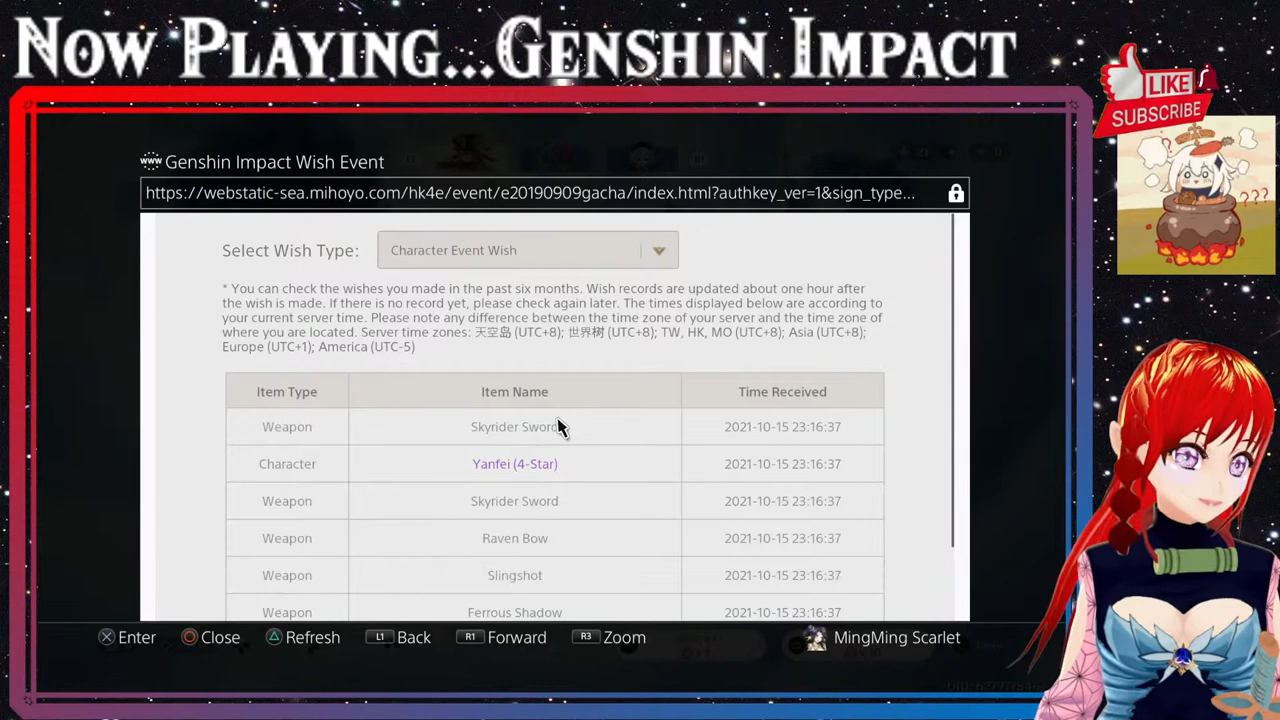 Now Playing...Genshin Impact
LIKE
SUBSCRIBE
???
www Genshin Impact Wish Event
https://webstatic-sea.mihoyo.com/hk4e/event/e20190909gacha/index.html?authkey_ver=1&sign_type...
Select Wish Type: Character Event Wish
* You can check the wishes you made in the past six months. Wish records are updated about one hour after
the wish is made. If there is no record yet, please check again later. The times displayed below are according to
your current server time. Please note any difference between the time zone of your server and the time zone of
where you are located. Server time zones: 天空岛 (UTC+8); 世界树 (UTC+8); TW, HK, MO (UTC+8); Asia (UTC+8);
Europe (UTC+1); America (UTC-5)
Item Type Item Name Time Received
Weapon Skyrider Sword 2021-10-15 23:16:37
Character Yanfei (4-Star) 2021-10-15 23:16:37
Weapon Skyrider Sword 2021-10-15 23:16:37
Weapon Raven Bow 2021-10-15 23:16:37
Weapon Slingshot 2021-10-15 23:16:37
Weapon Ferrous Shadow 2021-10-15 23:16:37
Enter Close Refresh L1 Back R1 Forward R3 Zoom MingMing Scarlet